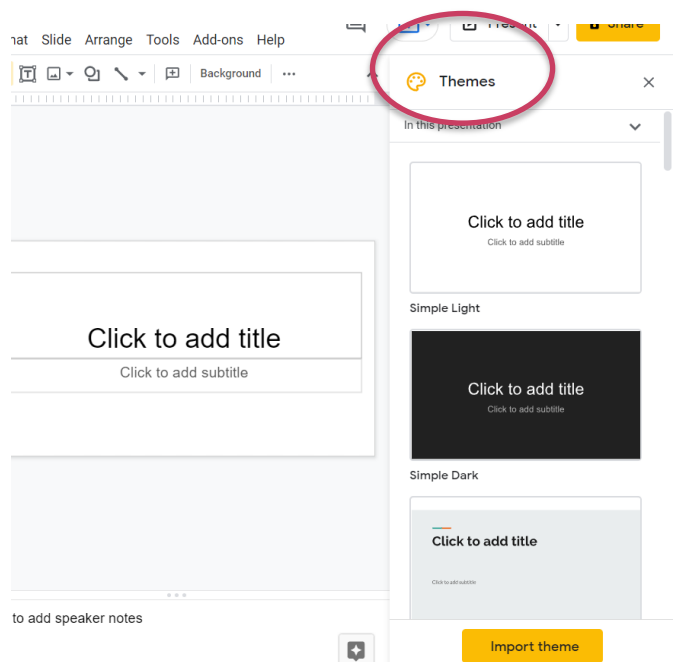 nat Slide Arrange Tools Add-ons Help
Present
Share
Background
Themes
In this presentation
Click to add title
Click to add subtitle
Simple Light
Click to add title
Click to add subtitle
Click to add title
Click to add subtitle
Simple Dark
Click to add title
Click to add subtitle
to add speaker notes
Import theme